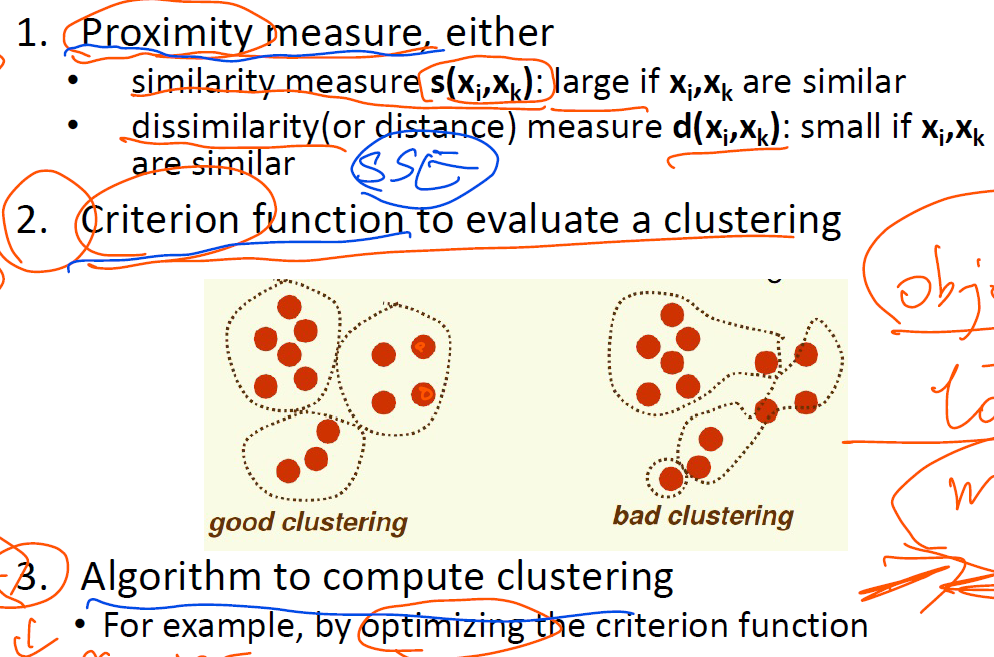 1. Proximity measure, either
• similarity measure s(xᵢ,xₖ): large if xᵢ,xₖ are similar
• dissimilarity(or distance) measure d(xᵢ,xₖ): small if xᵢ,xₖ
are similar
SSE
2. Criterion function to evaluate a clustering
obj
good clustering
bad clustering
3. Algorithm to compute clustering
• For example, by optimizing the criterion function